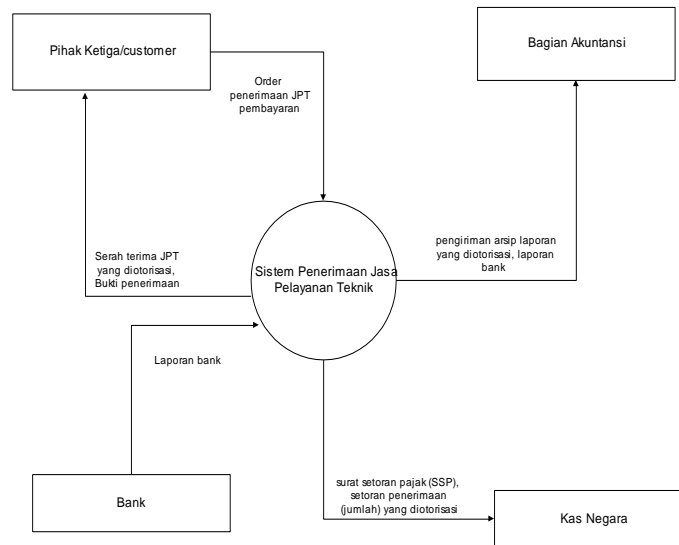 Pihak Ketiga/customer
Bagian Akuntansi
Order
penerimaan JPT
pembayaran
Serah terima JPT
yang diotorisasi,
Bukti penerimaan
Sistem Penerimaan Jasa
Pelayanan Teknik
pengiriman arsip laporan
yang diotorisasi, laporan
bank
Laporan bank
Bank
surat setoran pajak (SSP),
setoran penerimaan
(jumlah) yang diotorisasi
Kas Negara